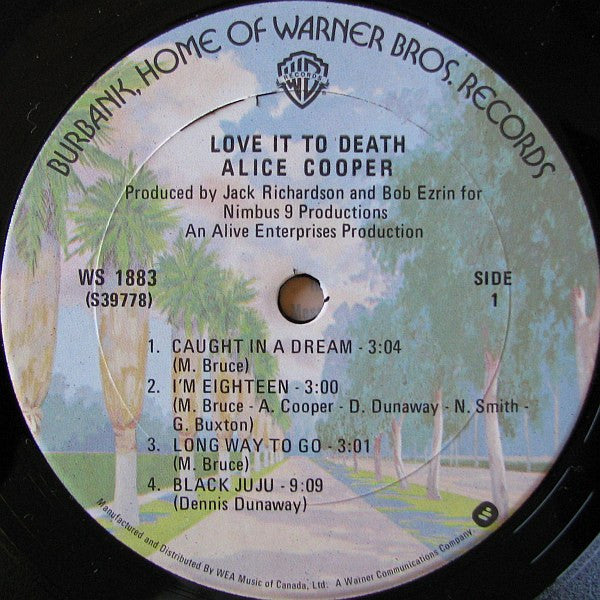 BURBANK, HOME OF WARNER BROS. RECORDS
RECORDS
LOVE IT TO DEATH
ALICE COOPER
Produced by Jack Richardson and Bob Ezrin for
Nimbus 9 Productions
An Alive Enterprises Production
WS 1883
(S39778)
SIDE
1
1. CAUGHT IN A DREAM - 3:04
(M. Bruce)
2. I'M EIGHTEEN - 3:00
(M. Bruce - A. Cooper - D. Dunaway - N. Smith -
G. Buxton)
3. LONG WAY TO GO - 3:01
(M. Bruce)
4. BLACK JUJU - 9:09
(Dennis Dunaway)
Manufactured and Distributed By WEA Music of Canada, Ltd. A Warner Communications Company